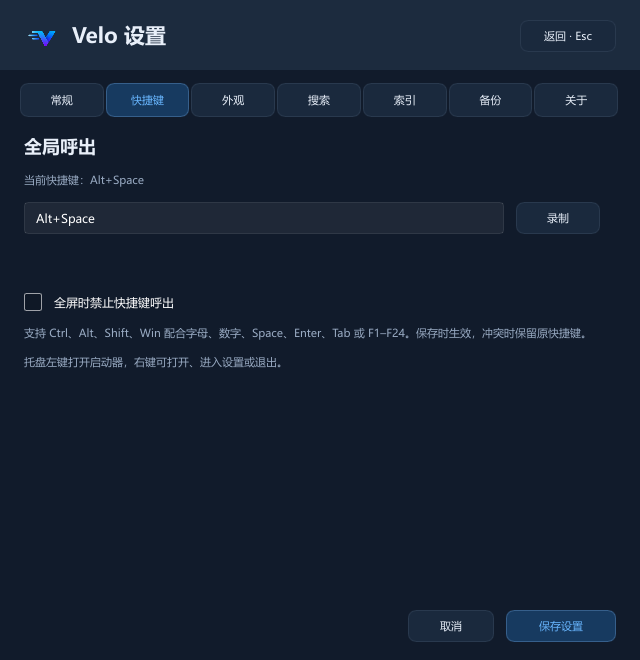 Velo 设置
返回 · Esc
常规
快捷键
外观
搜索
索引
备份
关于
全局呼出
当前快捷键：Alt+Space
Alt+Space
录制
全屏时禁止快捷键呼出
支持 Ctrl、Alt、Shift、Win 配合字母、数字、Space、Enter、Tab 或 F1–F24。保存时生效，冲突时保留原快捷键。
托盘左键打开启动器，右键可打开、进入设置或退出。
取消
保存设置